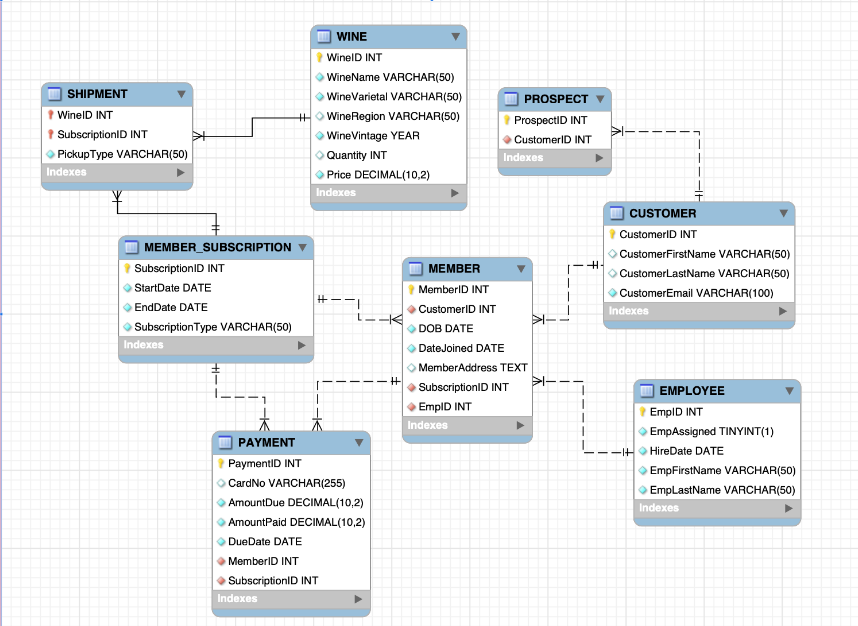 WINE
WineID INT
WineName VARCHAR(50)
WineVarietal VARCHAR(50)
WineRegion VARCHAR(50)
WineVintage YEAR
Quantity INT
Price DECIMAL(10,2)
Indexes
SHIPMENT
WineID INT
SubscriptionID INT
PickupType VARCHAR(50)
Indexes
PROSPECT
ProspectID INT
CustomerID INT
Indexes
CUSTOMER
CustomerID INT
CustomerFirstName VARCHAR(50)
CustomerLastName VARCHAR(50)
CustomerEmail VARCHAR(100)
Indexes
MEMBER_SUBSCRIPTION
SubscriptionID INT
StartDate DATE
EndDate DATE
SubscriptionType VARCHAR(50)
Indexes
MEMBER
MemberID INT
CustomerID INT
DOB DATE
DateJoined DATE
MemberAddress TEXT
SubscriptionID INT
EmpID INT
Indexes
EMPLOYEE
EmpID INT
EmpAssigned TINYINT(1)
HireDate DATE
EmpFirstName VARCHAR(50)
EmpLastName VARCHAR(50)
Indexes
PAYMENT
PaymentID INT
CardNo VARCHAR(255)
AmountDue DECIMAL(10,2)
AmountPaid DECIMAL(10,2)
DueDate DATE
MemberID INT
SubscriptionID INT
Indexes